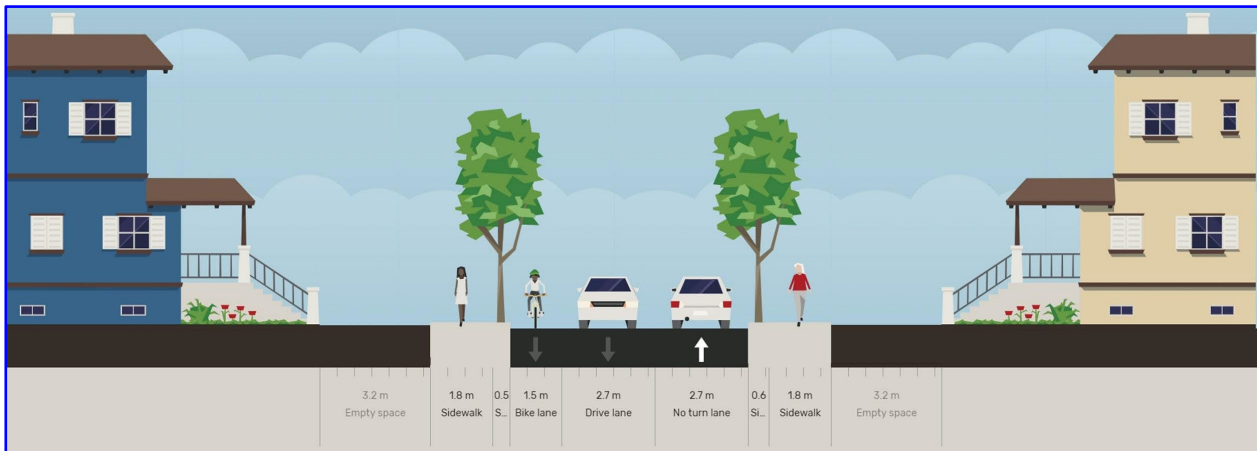 3.2 m
Empty space
1.8 m
Sidewalk
0.5
S...
1.5 m
Bike lane
2.7 m
Drive lane
2.7 m
No turn lane
0.6
Si...
1.8 m
Sidewalk
3.2 m
Empty space